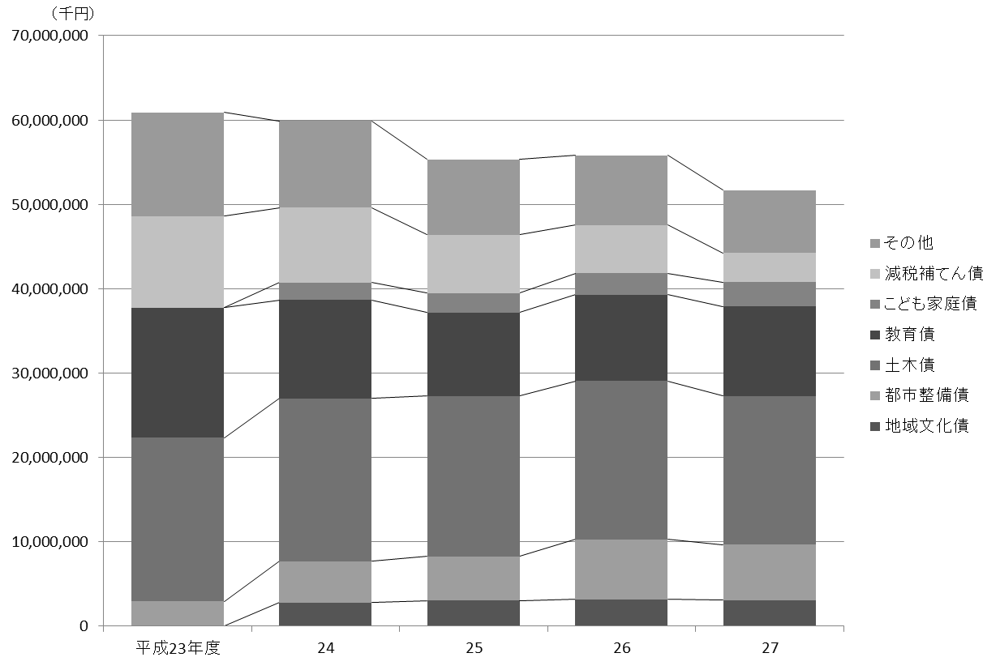 （千円）
70,000,000
60,000,000
50,000,000
40,000,000
30,000,000
20,000,000
10,000,000
0
平成23年度 24 25 26 27
その他
減税補てん債
こども家庭債
教育債
土木債
都市整備債
地域文化債